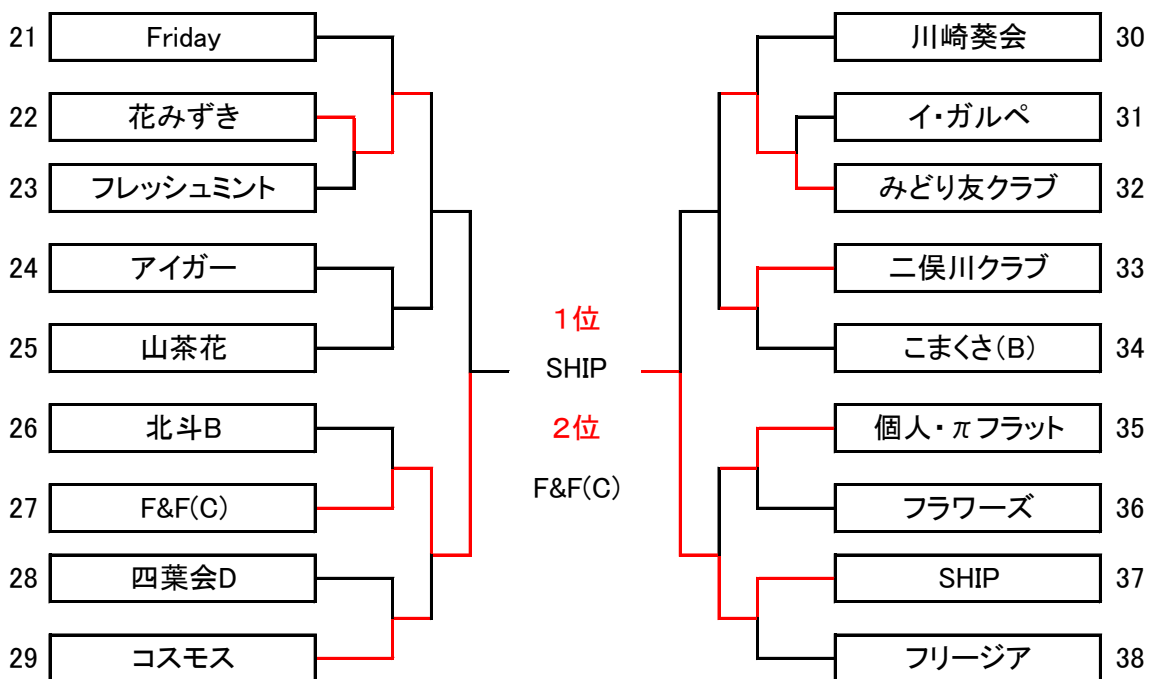 21 Friday
22 花みずき
23 フレッシュミント
24 アイガー
25 山茶花
26 北斗B
27 F&F(C)
28 四葉会D
29 コスモス
1位
SHIP
2位
F&F(C)
川崎葵会 30
イ・ガルペ 31
みどり友クラブ 32
二俣川クラブ 33
こまくさ(B) 34
個人・πフラット 35
フラワーズ 36
SHIP 37
フリージア 38